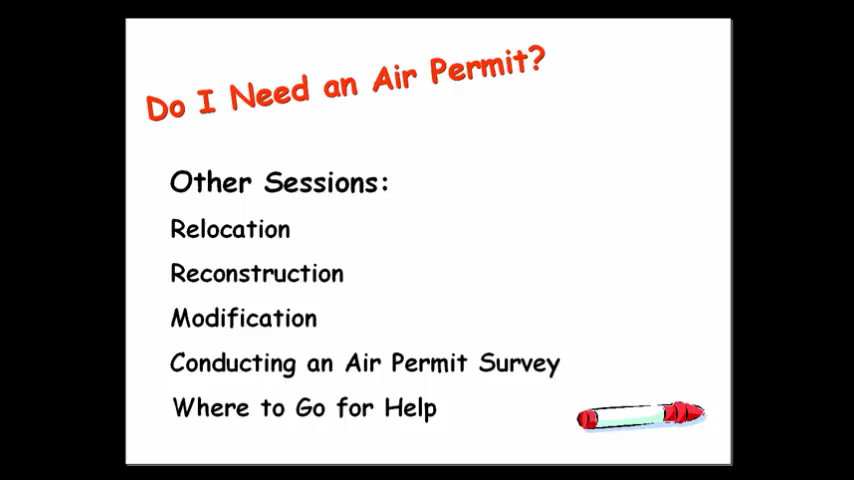 Do I Need an Air Permit?
Other Sessions:
Relocation
Reconstruction
Modification
Conducting an Air Permit Survey
Where to Go for Help